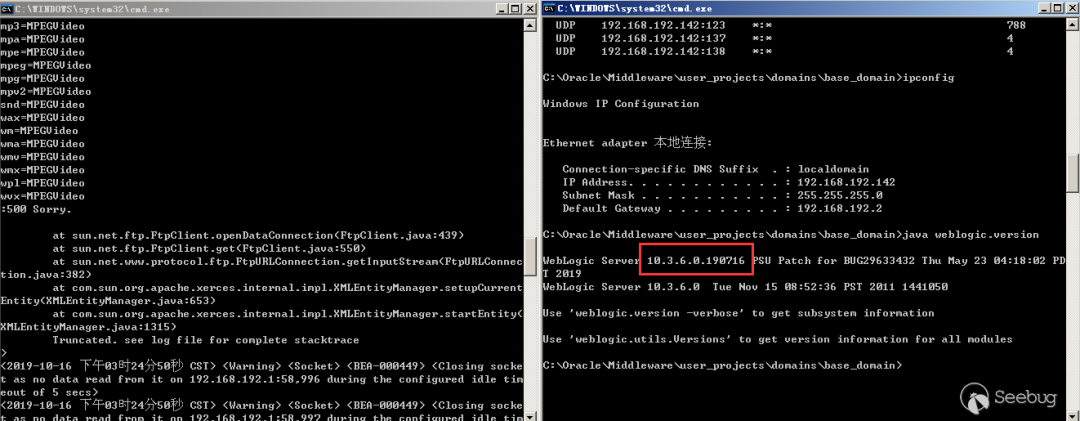 C:\WINDOWS\system32\cmd.exe
mp3=MPEGVideo
mpa=MPEGVideo
mpe=MPEGVideo
mpeg=MPEGVideo
mpg=MPEGVideo
mpv2=MPEGVideo
snd=MPEGVideo
wax=MPEGVideo
wm=MPEGVideo
wma=MPEGVideo
wmv=MPEGVideo
wmx=MPEGVideo
wpl=MPEGVideo
wvx=MPEGVideo
:500 Sorry.
at sun.net.ftp.FtpClient.openDataConnection(FtpClient.java:439)
at sun.net.ftp.FtpClient.get(FtpClient.java:550)
at sun.net.www.protocol.ftp.FtpURLConnection.getInputStream(FtpURLConnec
tion.java:382)
at com.sun.org.apache.xerces.internal.impl.XMLEntityManager.setupCurrent
Entity(XMLEntityManager.java:653)
at com.sun.org.apache.xerces.internal.impl.XMLEntityManager.startEntity(
XMLEntityManager.java:1315)
Truncated. see log file for complete stacktrace
>
<2019-10-16 下午03时24分50秒 CST> <Warning> <Socket> <BEA-000449> <Closing socke
t as no data read from it on 192.168.192.1:58,996 during the configured idle tim
eout of 5 secs>
<2019-10-16 下午03时24分50秒 CST> <Warning> <Socket> <BEA-000449> <Closing socke
t as no data read from it on 192.168.192.1:58,997 during the configured idle tim
C:\WINDOWS\system32\cmd.exe
UDP 192.168.192.142:123 *:* 788
UDP 192.168.192.142:137 *:* 4
UDP 192.168.192.142:138 *:* 4
C:\Oracle\Middleware\user_projects\domains\base_domain>ipconfig
Windows IP Configuration
Ethernet adapter 本地连接:
Connection-specific DNS Suffix . : localdomain
IP Address. . . . . . . . . . . . : 192.168.192.142
Subnet Mask . . . . . . . . . . . : 255.255.255.0
Default Gateway . . . . . . . . . : 192.168.192.2
C:\Oracle\Middleware\user_projects\domains\base_domain>java weblogic.version
WebLogic Server 10.3.6.0.190716 PSU Patch for BUG29633432 Thu May 23 04:18:02 PD
T 2019
WebLogic Server 10.3.6.0 Tue Nov 15 08:52:36 PST 2011 1441050
Use 'weblogic.version -verbose' to get subsystem information
Use 'weblogic.utils.Versions' to get version information for all modules
C:\Oracle\Middleware\user_projects\domains\base_domain>
Seebug